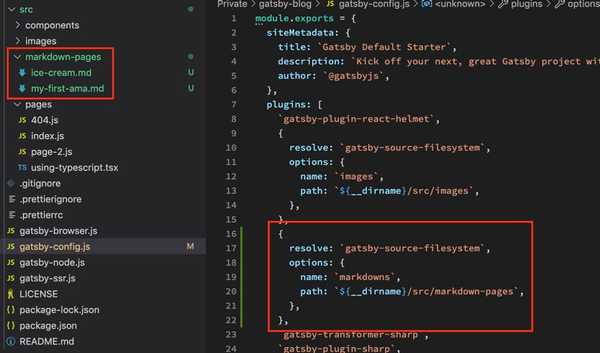 src
components
images
markdown-pages
ice-cream.md U
my-first-ama.md U
pages
JS 404.js
JS index.js
JS page-2.js
TS using-typescript.tsx
.gitignore
.prettierignore
.prettierrc
JS gatsby-browser.js
JS gatsby-config.js M
JS gatsby-node.js
JS gatsby-ssr.js
LICENSE
package-lock.json
package.json
README.md
Private > gatsby-blog > JS gatsby-config.js > <unknown> > plugins > options
1 module.exports = {
2 siteMetadata: {
3 title: `Gatsby Default Starter`,
4 description: `Kick off your next, great Gatsby project wit
5 author: `@gatsbyjs`,
6 },
7 plugins: [
8 `gatsby-plugin-react-helmet`,
9 {
10 resolve: `gatsby-source-filesystem`,
11 options: {
12 name: `images`,
13 path: `${__dirname}/src/images`,
14 },
15 },
16 {
17 resolve: `gatsby-source-filesystem`,
18 options: {
19 name: `markdowns`,
20 path: `${__dirname}/src/markdown-pages`,
21 },
22 },
23 `gatsby-transformer-sharp`,
24 `gatsby-plugin-sharp`,